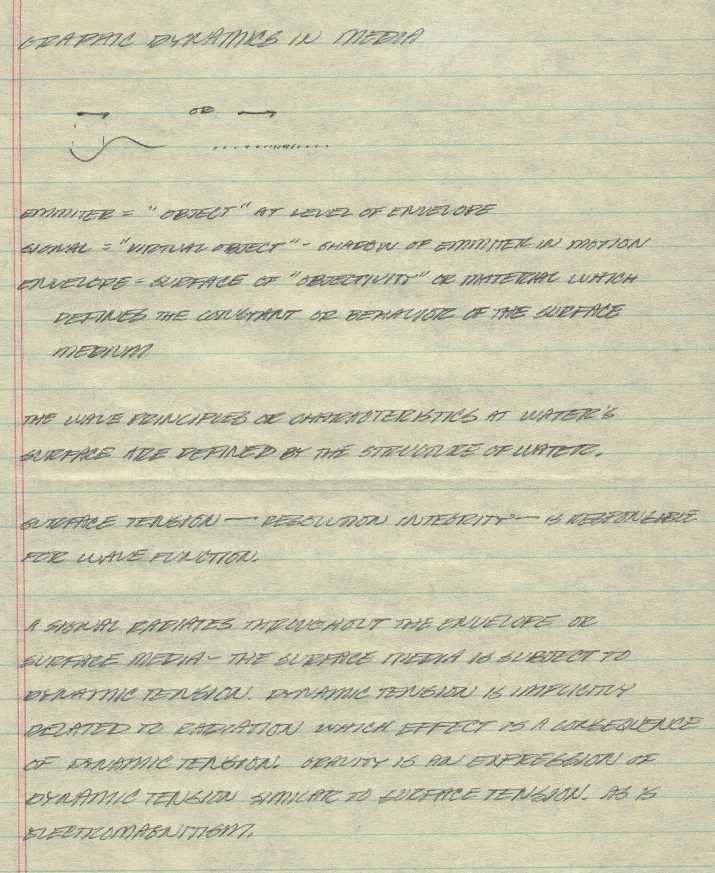 GRAPHIC DYNAMICS IN MEDIA
OR
EMMITER = "OBJECT" AT LEVEL OF ENVELOPE
SIGNAL = "VIRTUAL OBJECT" - SHADOW OF EMMITER IN MOTION
ENVELOPE = SURFACE OF "OBJECTIVITY" OR MATERIAL WHICH
DEFINES THE CONSTANT OR BEHAVIOR OF THE SURFACE
MEDIUM
THE WAVE PRINCIPLES OR CHARACTERISTICS AT WATER'S
SURFACE ARE DEFINED BY THE STRUCTURE OF WATER.
SURFACE TENSION — RESOLUTION INTEGRITY — IS RESPONSIBLE
FOR WAVE FUNCTION.
A SIGNAL RADIATES THROUGHOUT THE ENVELOPE OR
SURFACE MEDIA - THE SURFACE MEDIA IS SUBJECT TO
DYNAMIC TENSION. DYNAMIC TENSION IS IMPLICITLY
RELATED TO RADIATION WHICH EFFECT IS A CONSEQUENCE
OF DYNAMIC TENSION. GRAVITY IS AN EXPRESSION OF
DYNAMIC TENSION SIMILAR TO SURFACE TENSION. AS IS
ELECTROMAGNITISM.